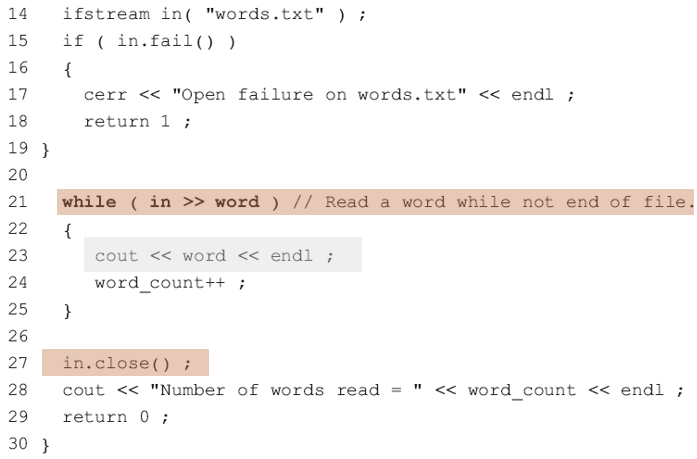 14 ifstream in( "words.txt" ) ;
15 if ( in.fail() )
16 {
17 cerr << "Open failure on words.txt" << endl ;
18 return 1 ;
19 }
20
21 while ( in >> word ) // Read a word while not end of file.
22 {
23 cout << word << endl ;
24 word_count++ ;
25 }
26
27 in.close() ;
28 cout << "Number of words read = " << word_count << endl ;
29 return 0 ;
30 }